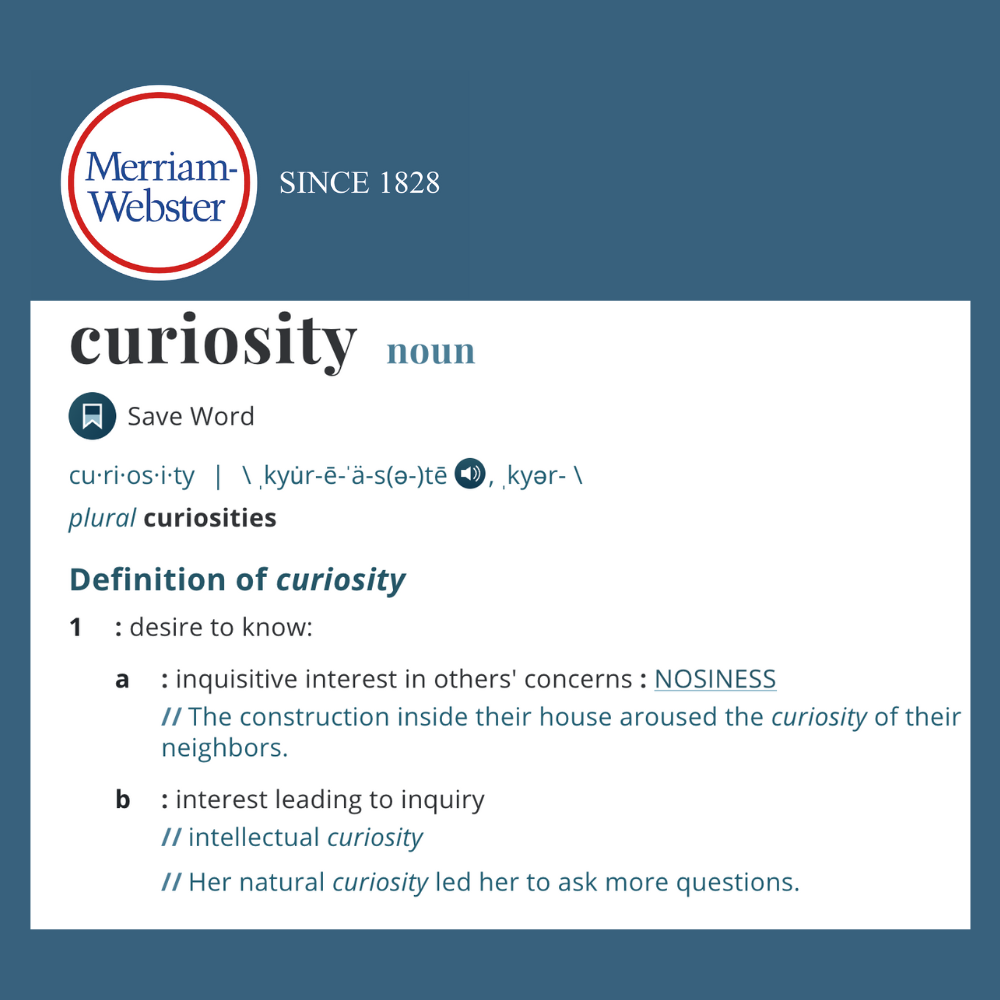 Merriam-
Webster
SINCE 1828
curiosity noun
Save Word
cu·ri·os·i·ty | \ ˌkyu̇r-ē-ˈä-s(ə-)tē , ˌkyər- \
plural curiosities
Definition of curiosity
1 : desire to know:
a : inquisitive interest in others' concerns : NOSINESS
// The construction inside their house aroused the curiosity of their
neighbors.
b : interest leading to inquiry
// intellectual curiosity
// Her natural curiosity led her to ask more questions.